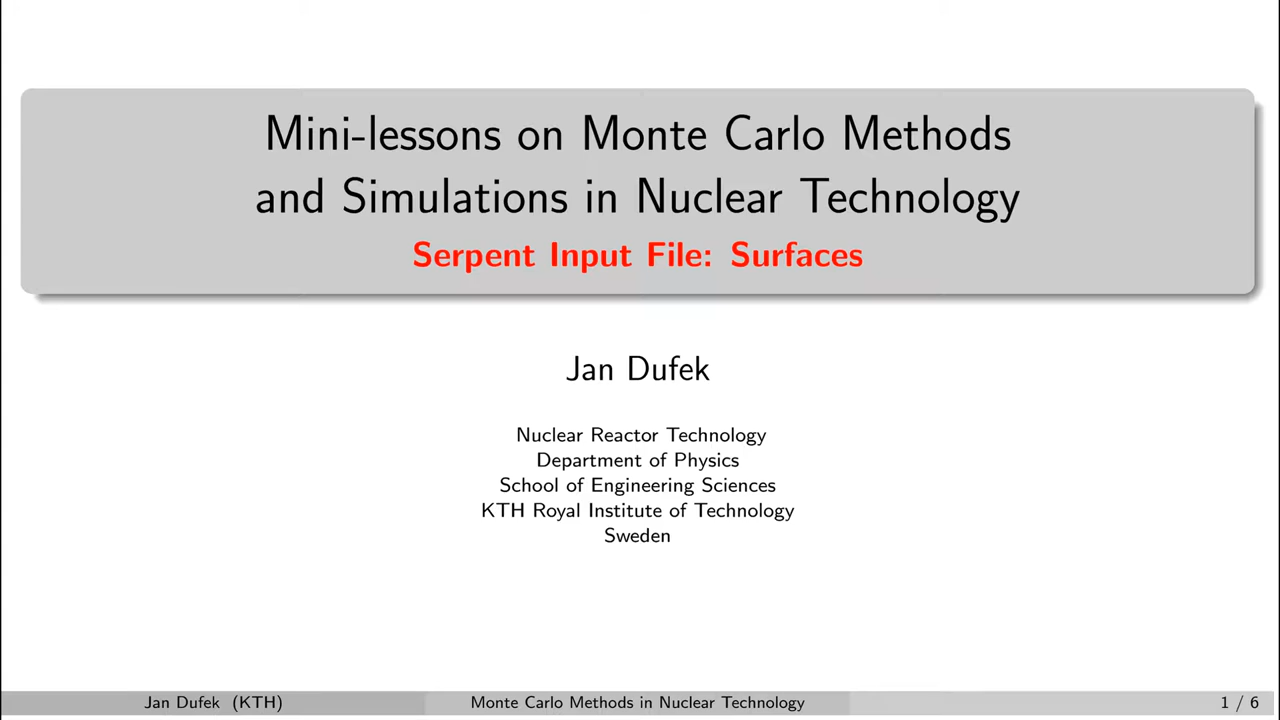 Mini-lessons on Monte Carlo Methods
and Simulations in Nuclear Technology
Serpent Input File: Surfaces
Jan Dufek
Nuclear Reactor Technology
Department of Physics
School of Engineering Sciences
KTH Royal Institute of Technology
Sweden
Jan Dufek (KTH) Monte Carlo Methods in Nuclear Technology 1 / 6